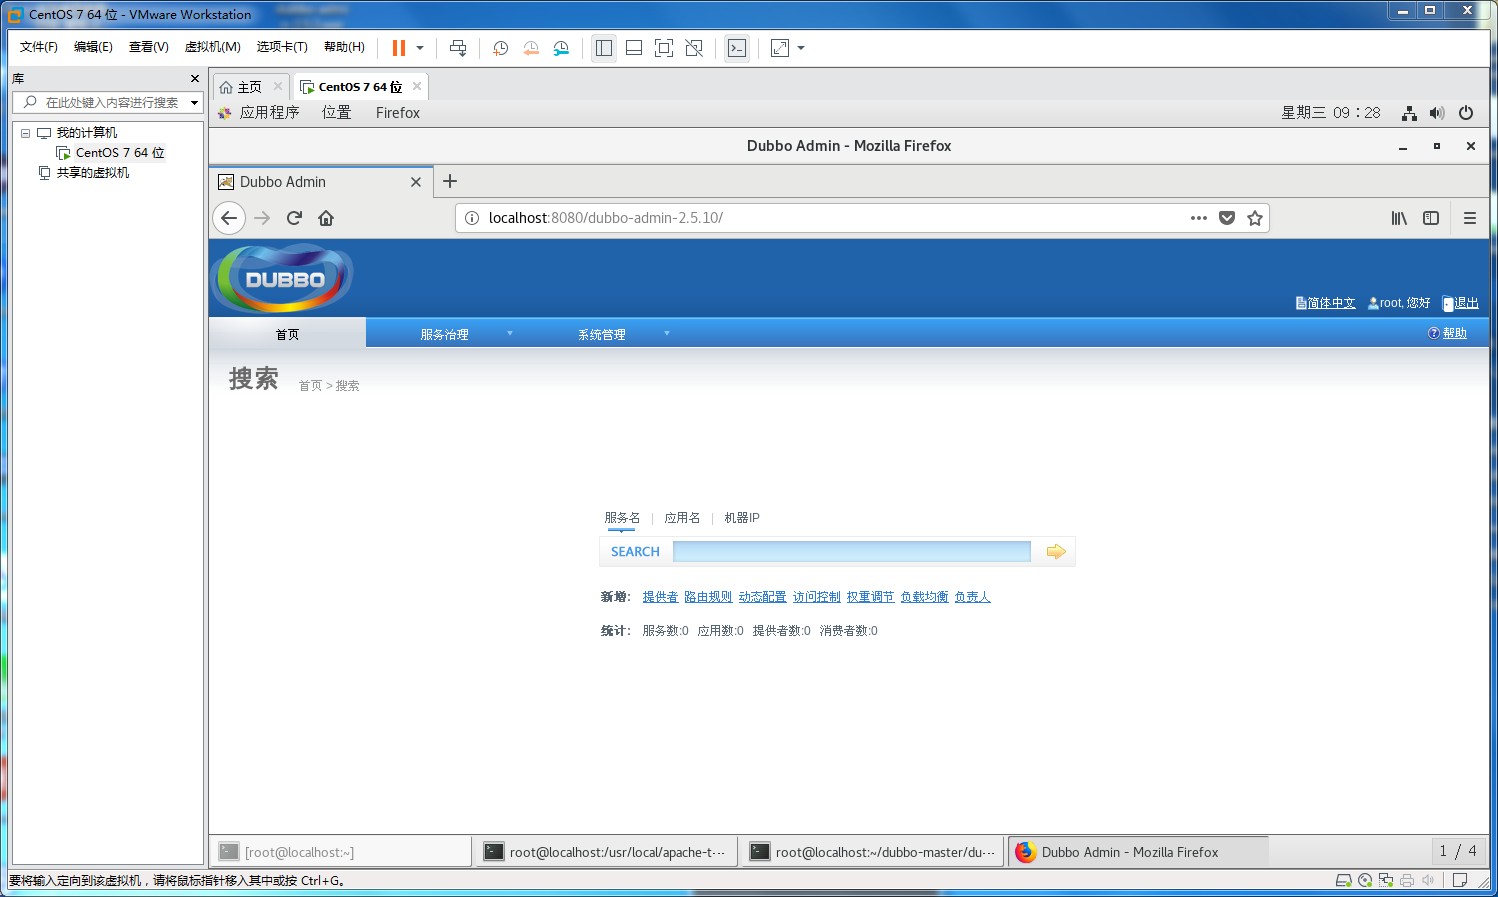 CentOS 7 64 位 - VMware Workstation
文件(F) 编辑(E) 查看(V) 虚拟机(M) 选项卡(T) 帮助(H)
库
在此处键入内容进行搜索
我的计算机
CentOS 7 64 位
共享的虚拟机
主页 CentOS 7 64 位
应用程序 位置 Firefox 星期三 09：28
Dubbo Admin - Mozilla Firefox
Dubbo Admin
localhost:8080/dubbo-admin-2.5.10/
DUBBO
简体中文 root, 您好 退出
首页 服务治理 系统管理 帮助
搜索 首页 > 搜索
服务名 | 应用名 | 机器IP
SEARCH
新增： 提供者 路由规则 动态配置 访问控制 权重调节 负载均衡 负责人
统计： 服务数:0 应用数:0 提供者数:0 消费者数:0
[root@localhost:~] root@localhost:/usr/local/apache-t··· root@localhost:~/dubbo-master/du··· Dubbo Admin - Mozilla Firefox 1 / 4
要将输入定向到该虚拟机，请将鼠标指针移入其中或按 Ctrl+G。